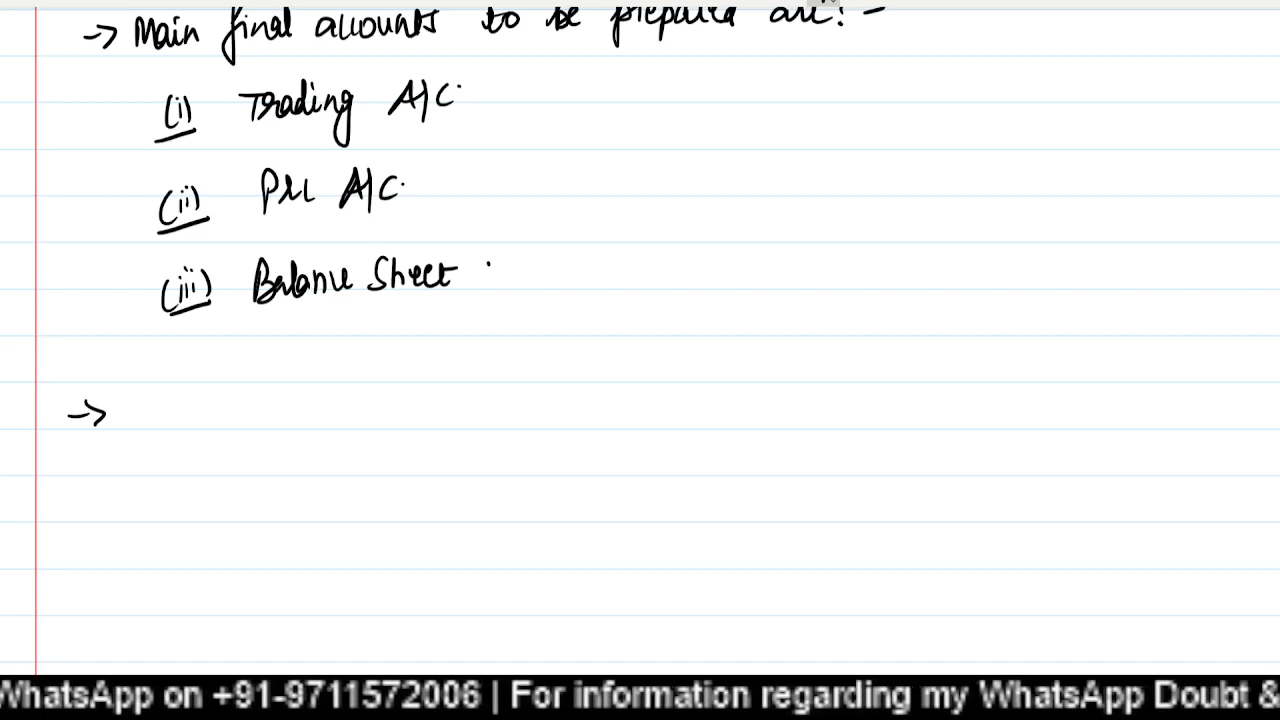 -> Main final accounts to be prepared are: -
(i) Trading A/C.
(ii) P&L A/C.
(iii) Balance Sheet .
->
WhatsApp on +91-9711572006 | For information regarding my WhatsApp Doubt &